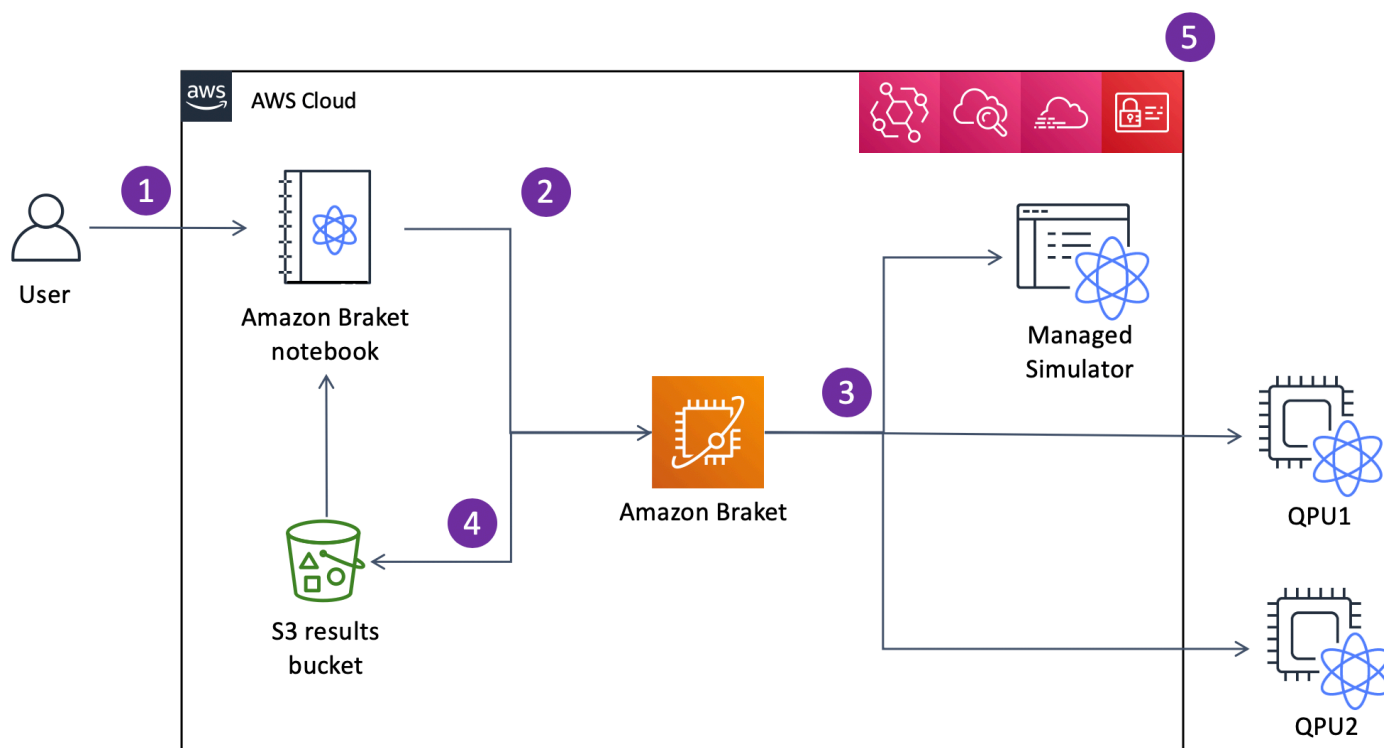 5
aws
AWS Cloud
1
2
User
Amazon Braket
notebook
Managed
Simulator
3
Amazon Braket
QPU1
4
S3 results
bucket
QPU2